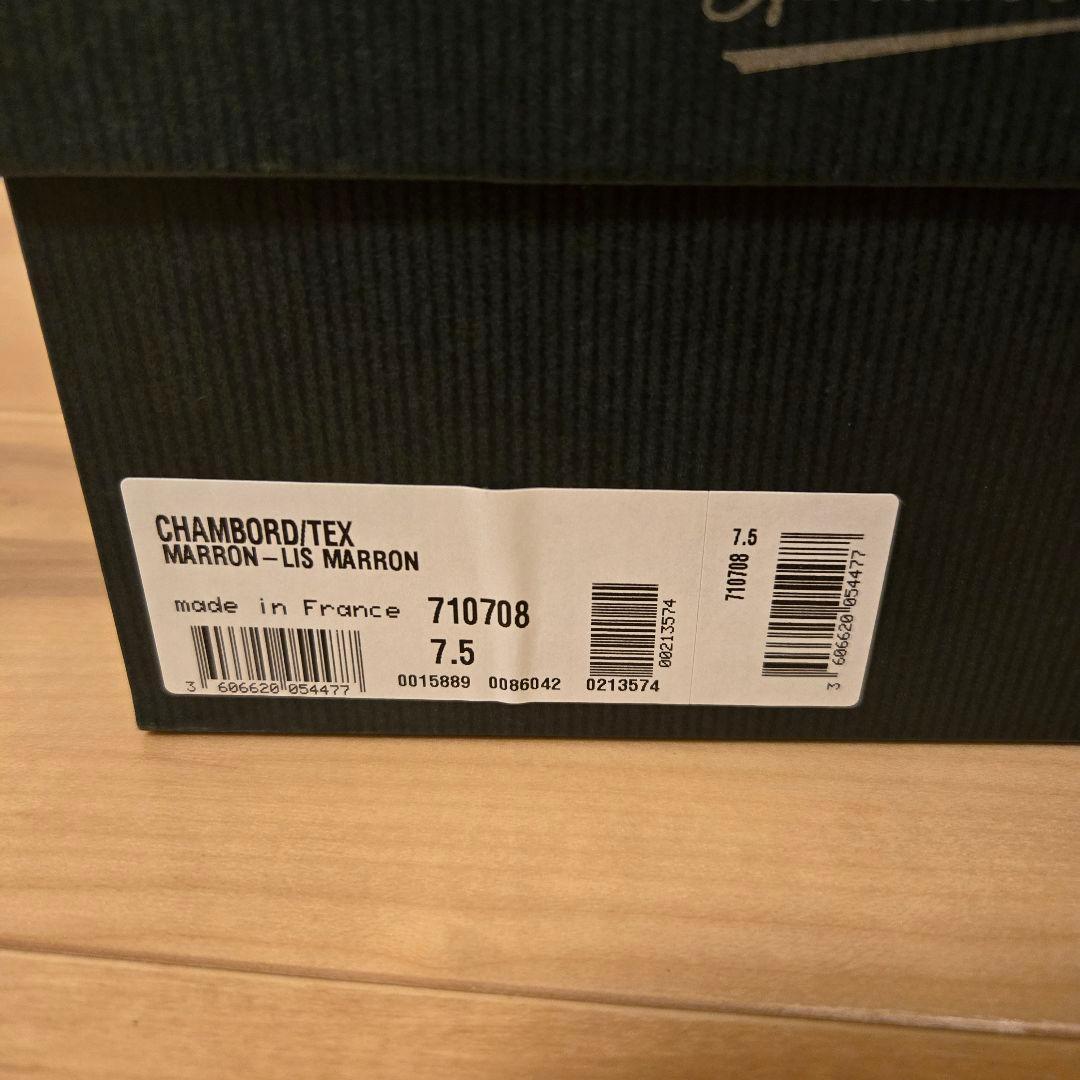 CHAMBORD/TEX
MARRON-LIS MARRON
made in France 710708
7.5
3 606620 054477
0015889 0086042 0213574
00213574
7.5
710708
3 606620 054477